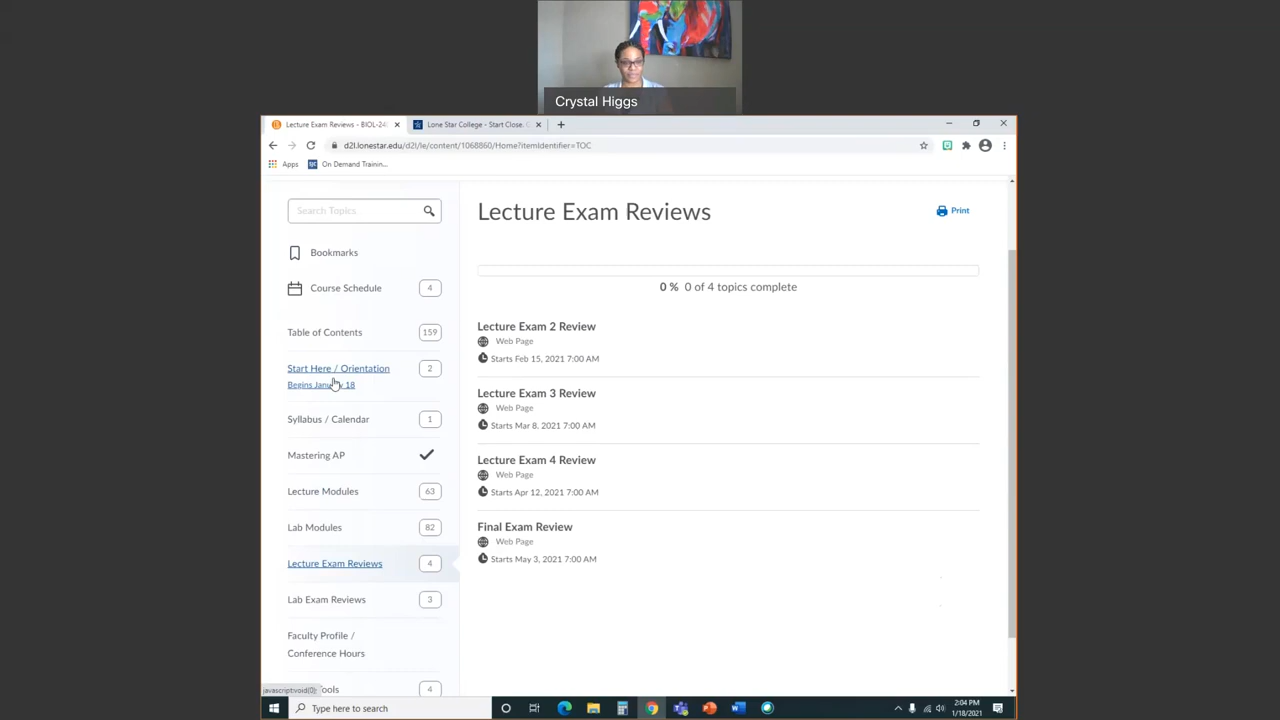 Crystal Higgs
Lecture Exam Reviews - BIOL-24
Lone Star College - Start Close. G
d2l.lonestar.edu/d2l/le/content/1068860/Home?itemIdentifier=TOC
Apps
On Demand Trainin...
Search Topics
Bookmarks
Course Schedule 4
Table of Contents 159
Start Here / Orientation 2
Begins January 18
Syllabus / Calendar 1
Mastering AP
Lecture Modules 63
Lab Modules 82
Lecture Exam Reviews 4
Lab Exam Reviews 3
Faculty Profile /
Conference Hours
Tools 4
javascript:void(0);
Lecture Exam Reviews
Print
0 % 0 of 4 topics complete
Lecture Exam 2 Review
Web Page
Starts Feb 15, 2021 7:00 AM
Lecture Exam 3 Review
Web Page
Starts Mar 8, 2021 7:00 AM
Lecture Exam 4 Review
Web Page
Starts Apr 12, 2021 7:00 AM
Final Exam Review
Web Page
Starts May 3, 2021 7:00 AM
Type here to search
2:04 PM
1/18/2021